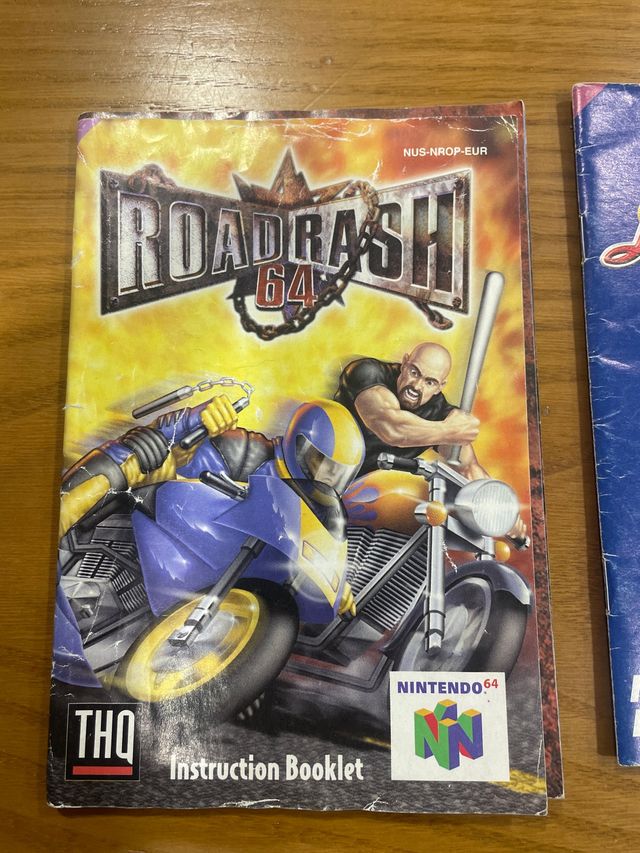 NUS-NROP-EUR
ROAD RASH
64
NINTENDO64
THQ
Instruction Booklet